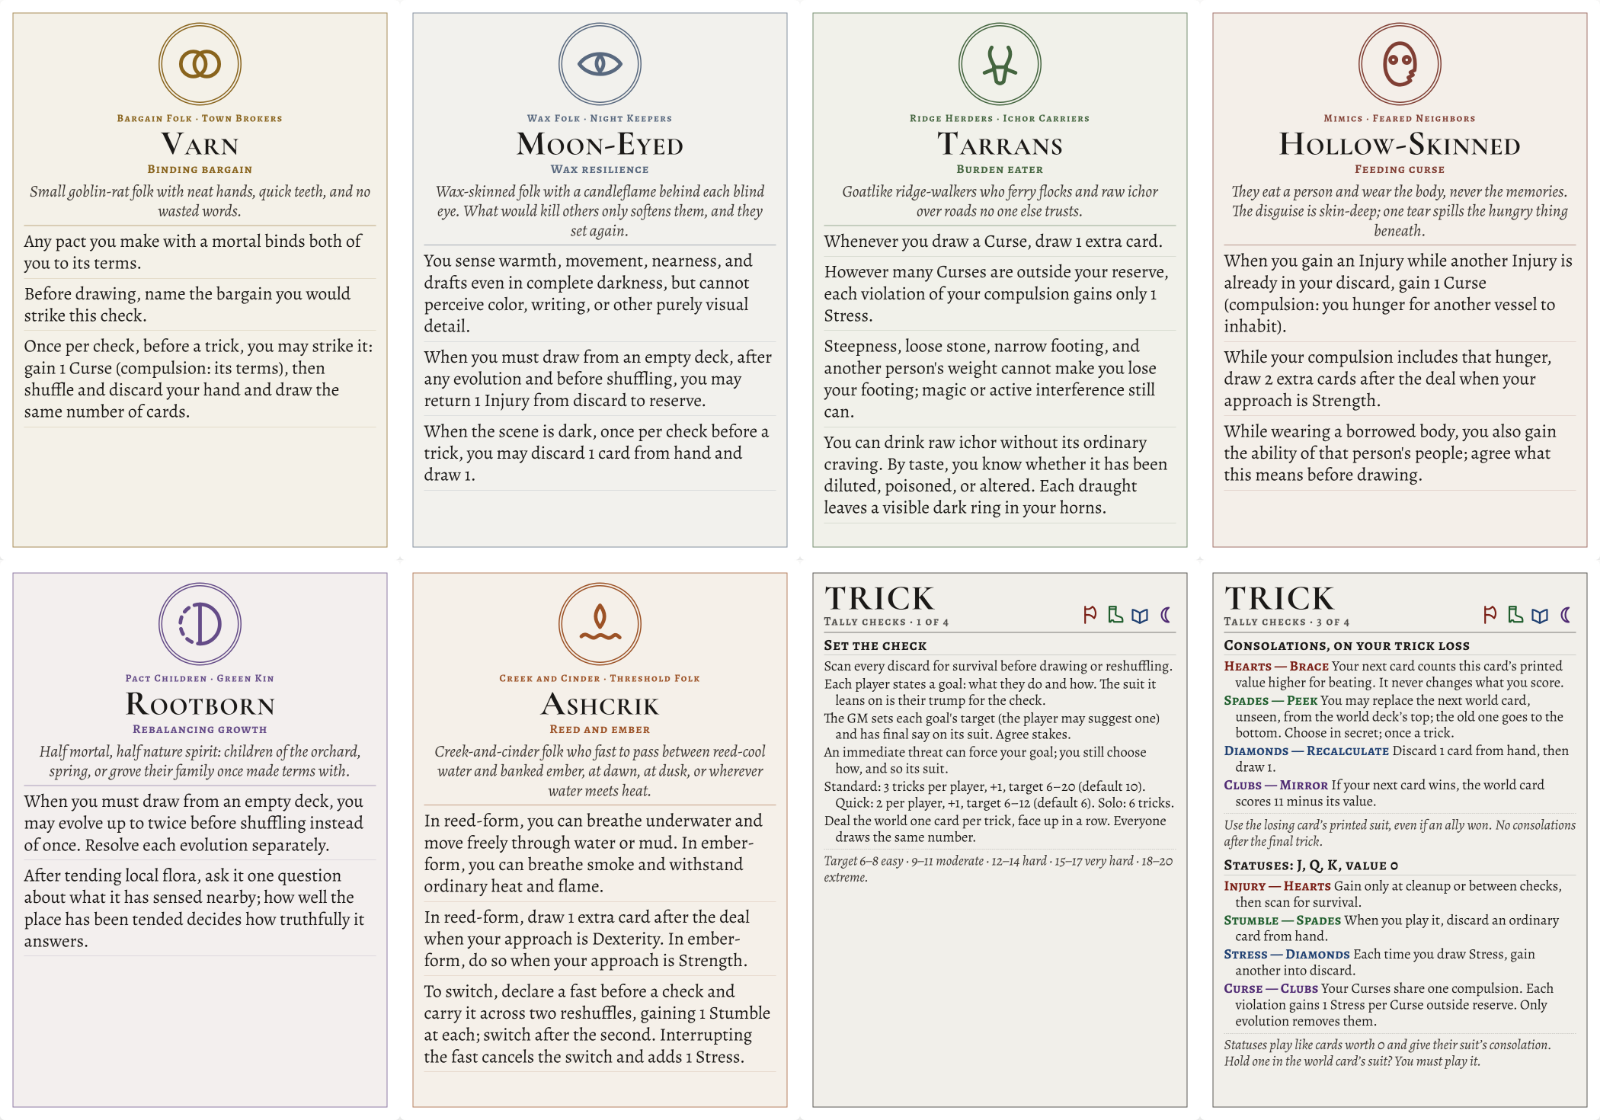 Bargain Folk · Town Brokers
Varn
Binding bargain
Small goblin-rat folk with neat hands, quick teeth, and no
wasted words.
Any pact you make with a mortal binds both of
you to its terms.
Before drawing, name the bargain you would
strike this check.
Once per check, before a trick, you may strike it:
gain 1 Curse (compulsion: its terms), then
shuffle and discard your hand and draw the
same number of cards.
Wax Folk · Night Keepers
Moon-Eyed
Wax resilience
Wax-skinned folk with a candleflame behind each blind
eye. What would kill others only softens them, and they
set again.
You sense warmth, movement, nearness, and
drafts even in complete darkness, but cannot
perceive color, writing, or other purely visual
detail.
When you must draw from an empty deck, after
any evolution and before shuffling, you may
return 1 Injury from discard to reserve.
When the scene is dark, once per check before a
trick, you may discard 1 card from hand and
draw 1.
Ridge Herders · Ichor Carriers
Tarrans
Burden eater
Goatlike ridge-walkers who ferry flocks and raw ichor
over roads no one else trusts.
Whenever you draw a Curse, draw 1 extra card.
However many Curses are outside your reserve,
each violation of your compulsion gains only 1
Stress.
Steepness, loose stone, narrow footing, and
another person's weight cannot make you lose
your footing; magic or active interference still
can.
You can drink raw ichor without its ordinary
craving. By taste, you know whether it has been
diluted, poisoned, or altered. Each draught
leaves a visible dark ring in your horns.
Mimics · Feared Neighbors
Hollow-Skinned
Feeding curse
They eat a person and wear the body, never the memories.
The disguise is skin-deep; one tear spills the hungry thing
beneath.
When you gain an Injury while another Injury is
already in your discard, gain 1 Curse
(compulsion: you hunger for another vessel to
inhabit).
While your compulsion includes that hunger,
draw 2 extra cards after the deal when your
approach is Strength.
While wearing a borrowed body, you also gain
the ability of that person's people; agree what
this means before drawing.
Pact Children · Green Kin
Rootborn
Rebalancing growth
Half mortal, half nature spirit: children of the orchard,
spring, or grove their family once made terms with.
When you must draw from an empty deck, you
may evolve up to twice before shuffling instead
of once. Resolve each evolution separately.
After tending local flora, ask it one question
about what it has sensed nearby; how well the
place has been tended decides how truthfully it
answers.
Creek and Cinder · Threshold Folk
Ashcrik
Reed and ember
Creek-and-cinder folk who fast to pass between reed-cool
water and banked ember, at dawn, at dusk, or wherever
water meets heat.
In reed-form, you can breathe underwater and
move freely through water or mud. In ember-
form, you can breathe smoke and withstand
ordinary heat and flame.
In reed-form, draw 1 extra card after the deal
when your approach is Dexterity. In ember-
form, do so when your approach is Strength.
To switch, declare a fast before a check and
carry it across two reshuffles, gaining 1 Stumble
at each; switch after the second. Interrupting
the fast cancels the switch and adds 1 Stress.
TRICK
Tally checks · 1 of 4
Set the check
Scan every discard for survival before drawing or reshuffling.
Each player states a goal: what they do and how. The suit it
leans on is their trump for the check.
The GM sets each goal's target (the player may suggest one)
and has final say on its suit. Agree stakes.
An immediate threat can force your goal; you still choose
how, and so its suit.
Standard: 3 tricks per player, +1, target 6–20 (default 10).
Quick: 2 per player, +1, target 6–12 (default 6). Solo: 6 tricks.
Deal the world one card per trick, face up in a row. Everyone
draws the same number.
Target 6–8 easy · 9–11 moderate · 12–14 hard · 15–17 very hard · 18–20
extreme.
TRICK
Tally checks · 3 of 4
Consolations, on your trick loss
Hearts — Brace Your next card counts this card's printed
value higher for beating. It never changes what you score.
Spades — Peek You may replace the next world card,
unseen, from the world deck's top; the old one goes to the
bottom. Choose in secret; once a trick.
Diamonds — Recalculate Discard 1 card from hand, then
draw 1.
Clubs — Mirror If your next card wins, the world card
scores 11 minus its value.
Use the losing card's printed suit, even if an ally won. No consolations
after the final trick.
Statuses: J, Q, K, value 0
Injury — Hearts Gain only at cleanup or between checks,
then scan for survival.
Stumble — Spades When you play it, discard an ordinary
card from hand.
Stress — Diamonds Each time you draw Stress, gain
another into discard.
Curse — Clubs Your Curses share one compulsion. Each
violation gains 1 Stress per Curse outside reserve. Only
evolution removes them.
Statuses play like cards worth 0 and give their suit's consolation.
Hold one in the world card's suit? You must play it.